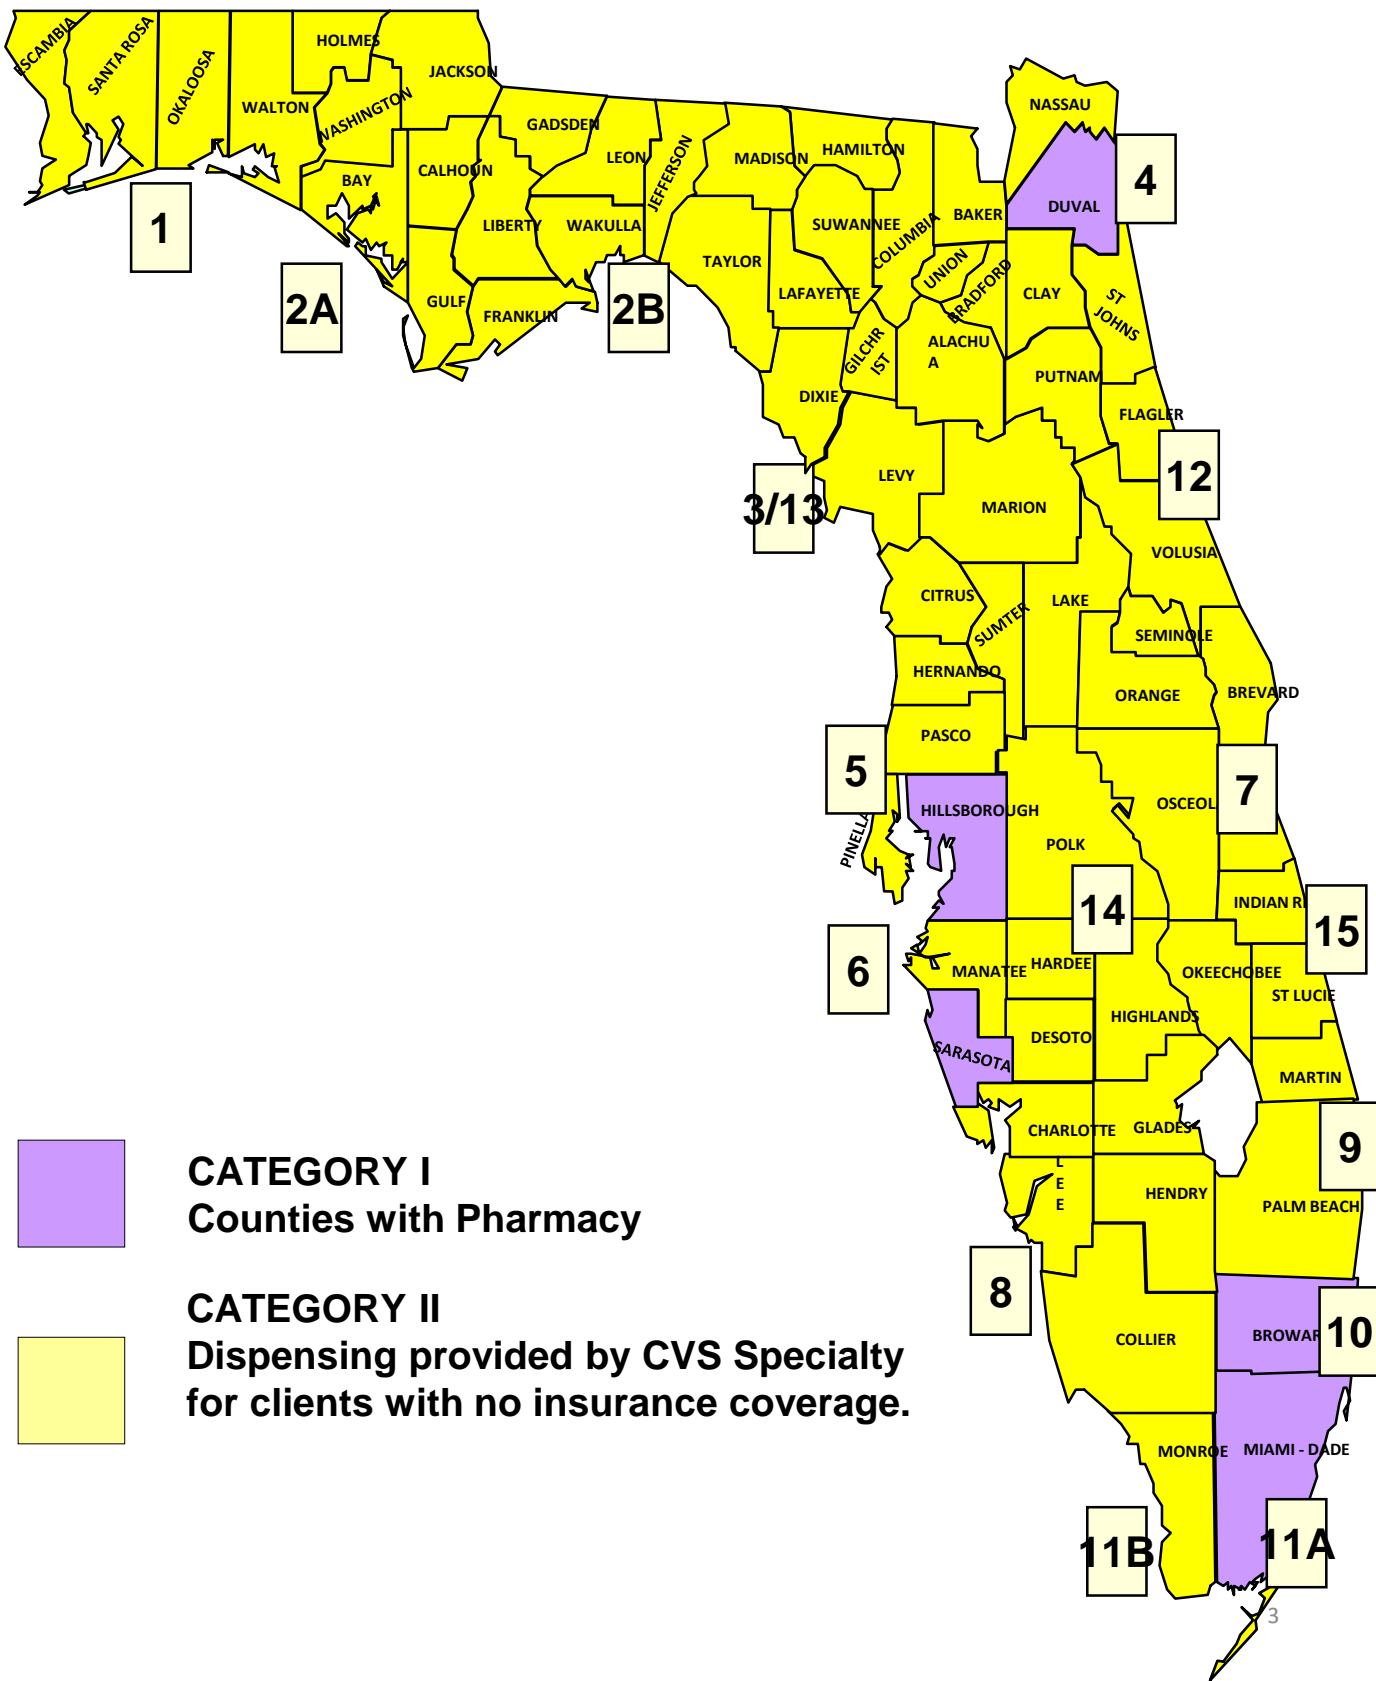 ESCAMBIA
SANTA ROSA
OKALOOSA
WALTON
HOLMES
WASHINGTON
JACKSON
BAY
CALHOUN
GULF
GADSDEN
LIBERTY
FRANKLIN
LEON
WAKULLA
JEFFERSON
MADISON
TAYLOR
HAMILTON
SUWANNEE
LAFAYETTE
COLUMBIA
BAKER
NASSAU
DUVAL
UNION
BRADFORD
CLAY
ST
JOHNS
GILCHR
IST
ALACHU
A
DIXIE
PUTNAM
FLAGLER
LEVY
MARION
VOLUSIA
CITRUS
SUMTER
LAKE
SEMINOLE
HERNANDO
ORANGE
BREVARD
PASCO
HILLSBOROUGH
PINELLA
POLK
OSCEOL
INDIAN RI
MANATEE
HARDEE
OKEECHOBEE
ST LUCIE
HIGHLANDS
SARASOTA
DESOTO
MARTIN
CHARLOTTE
GLADES
L
E
E
HENDRY
PALM BEACH
COLLIER
BROWAR
MONROE
MIAMI - DADE
1
2A
2B
3/13
4
12
5
7
6
14
15
9
8
10
11B
11A
CATEGORY I
Counties with Pharmacy
CATEGORY II
Dispensing provided by CVS Specialty
for clients with no insurance coverage.
3